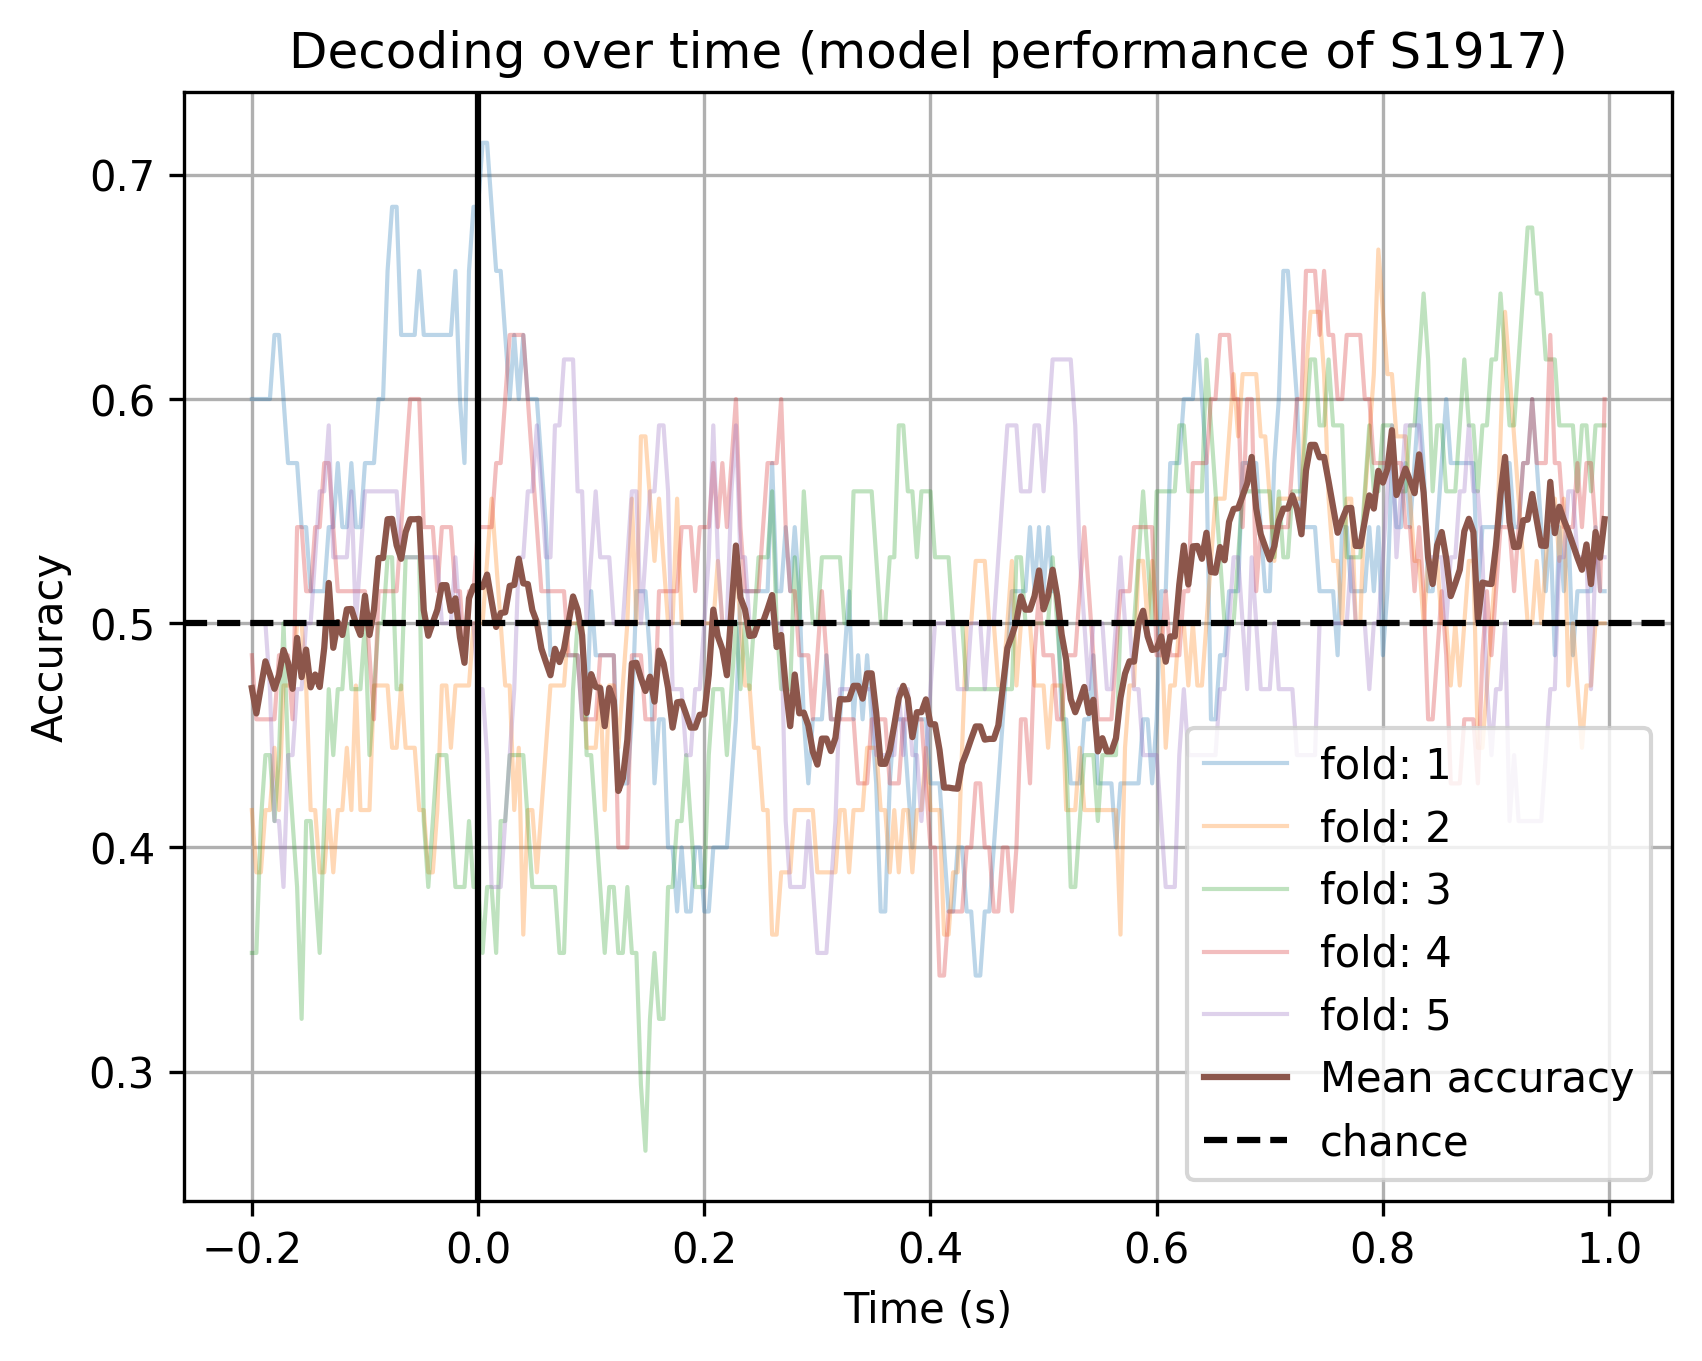 Decoding over time (model performance of S1917)
Accuracy
0.7
0.6
0.5
0.4
0.3
−0.2 0.0 0.2 0.4 0.6 0.8 1.0
Time (s)
fold: 1
fold: 2
fold: 3
fold: 4
fold: 5
Mean accuracy
chance